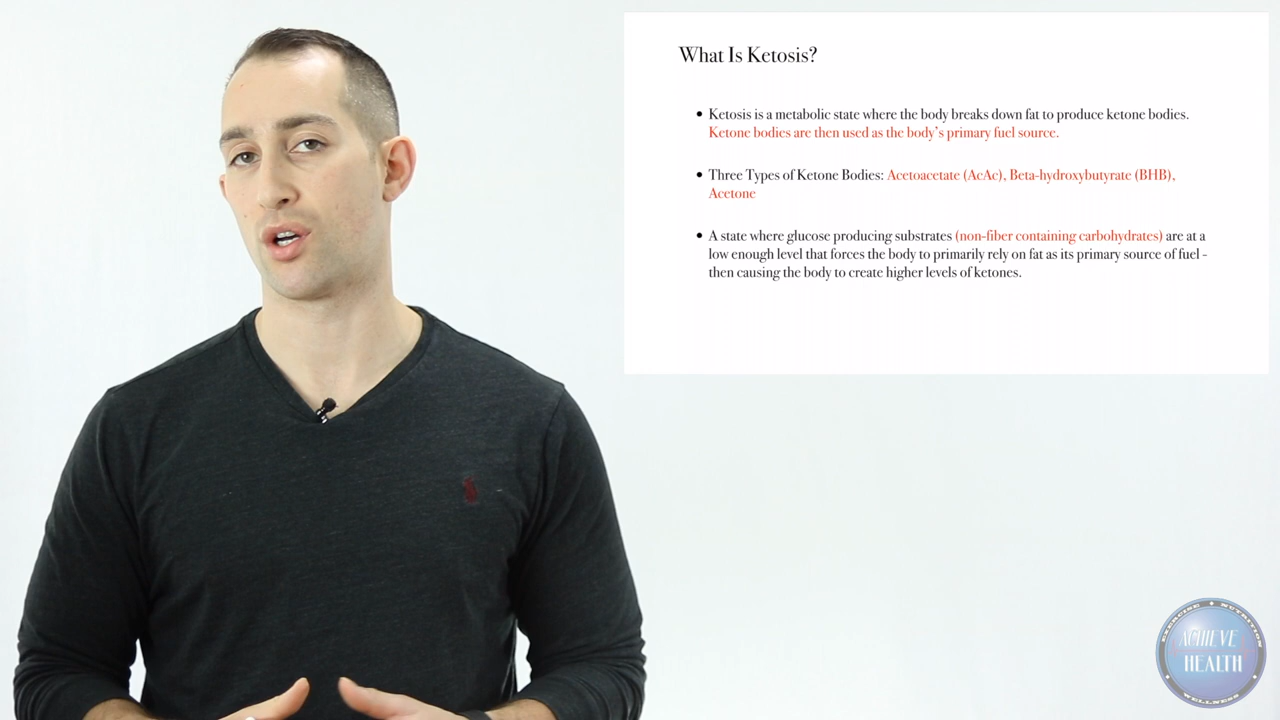 What Is Ketosis?
• Ketosis is a metabolic state where the body breaks down fat to produce ketone bodies.
Ketone bodies are then used as the body's primary fuel source.
• Three Types of Ketone Bodies: Acetoacetate (AcAc), Beta-hydroxybutyrate (BHB),
Acetone
• A state where glucose producing substrates (non-fiber containing carbohydrates) are at a
low enough level that forces the body to primarily rely on fat as its primary source of fuel -
then causing the body to create higher levels of ketones.
EXERCISE • NUTRITION
ACHIEVE
HEALTH
WELLNESS